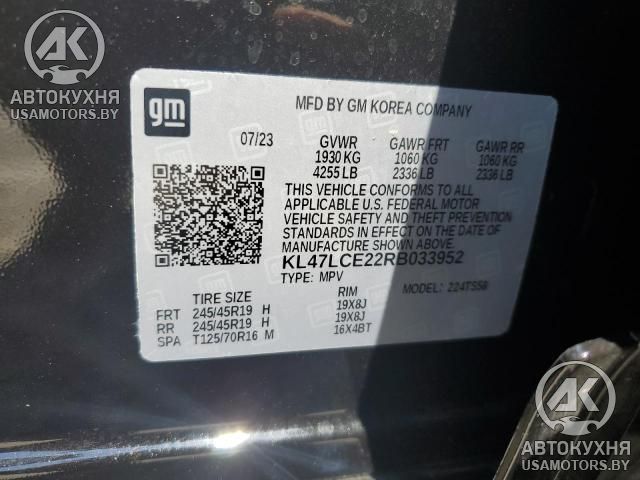 АК
АВТОКУХНЯ
USAMOTORS.BY
gm
MFD BY GM KOREA COMPANY
07/23 GVWR GAWR FRT GAWR RR
1930 KG 1060 KG 1060 KG
4255 LB 2336 LB 2336 LB
THIS VEHICLE CONFORMS TO ALL
APPLICABLE U.S. FEDERAL MOTOR
VEHICLE SAFETY AND THEFT PREVENTION
STANDARDS IN EFFECT ON THE DATE OF
MANUFACTURE SHOWN ABOVE.
KL47LCE22RB033952
TYPE: MPV MODEL: 224TS58
TIRE SIZE RIM
FRT 245/45R19 H 19X8J
RR 245/45R19 H 19X8J
SPA T125/70R16 M 16X4BT
АК
АВТОКУХНЯ
USAMOTORS.BY